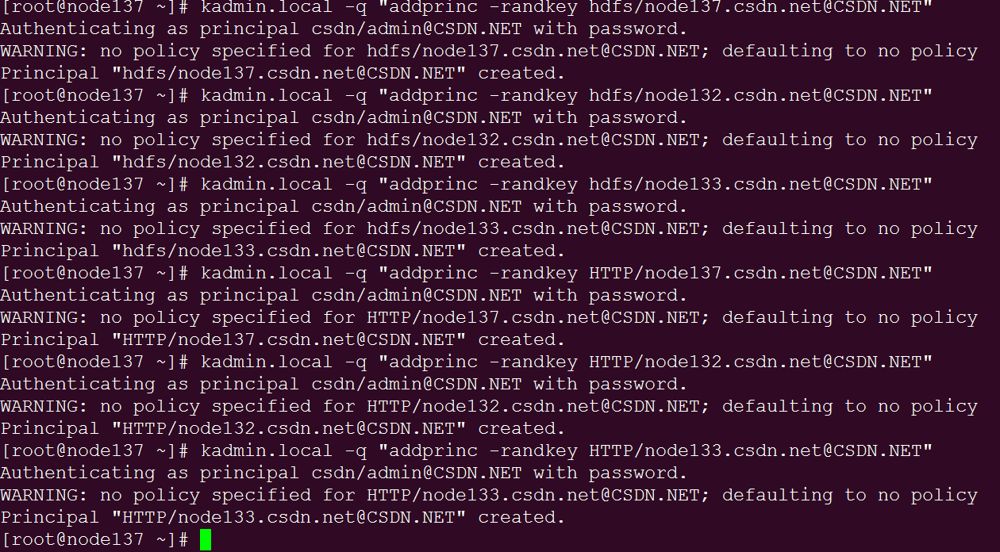 [root@node137 ~]# kadmin.local -q "addprinc -randkey hdfs/node137.csdn.net@CSDN.NET"
Authenticating as principal csdn/admin@CSDN.NET with password.
WARNING: no policy specified for hdfs/node137.csdn.net@CSDN.NET; defaulting to no policy
Principal "hdfs/node137.csdn.net@CSDN.NET" created.
[root@node137 ~]# kadmin.local -q "addprinc -randkey hdfs/node132.csdn.net@CSDN.NET"
Authenticating as principal csdn/admin@CSDN.NET with password.
WARNING: no policy specified for hdfs/node132.csdn.net@CSDN.NET; defaulting to no policy
Principal "hdfs/node132.csdn.net@CSDN.NET" created.
[root@node137 ~]# kadmin.local -q "addprinc -randkey hdfs/node133.csdn.net@CSDN.NET"
Authenticating as principal csdn/admin@CSDN.NET with password.
WARNING: no policy specified for hdfs/node133.csdn.net@CSDN.NET; defaulting to no policy
Principal "hdfs/node133.csdn.net@CSDN.NET" created.
[root@node137 ~]# kadmin.local -q "addprinc -randkey HTTP/node137.csdn.net@CSDN.NET"
Authenticating as principal csdn/admin@CSDN.NET with password.
WARNING: no policy specified for HTTP/node137.csdn.net@CSDN.NET; defaulting to no policy
Principal "HTTP/node137.csdn.net@CSDN.NET" created.
[root@node137 ~]# kadmin.local -q "addprinc -randkey HTTP/node132.csdn.net@CSDN.NET"
Authenticating as principal csdn/admin@CSDN.NET with password.
WARNING: no policy specified for HTTP/node132.csdn.net@CSDN.NET; defaulting to no policy
Principal "HTTP/node132.csdn.net@CSDN.NET" created.
[root@node137 ~]# kadmin.local -q "addprinc -randkey HTTP/node133.csdn.net@CSDN.NET"
Authenticating as principal csdn/admin@CSDN.NET with password.
WARNING: no policy specified for HTTP/node133.csdn.net@CSDN.NET; defaulting to no policy
Principal "HTTP/node133.csdn.net@CSDN.NET" created.
[root@node137 ~]#